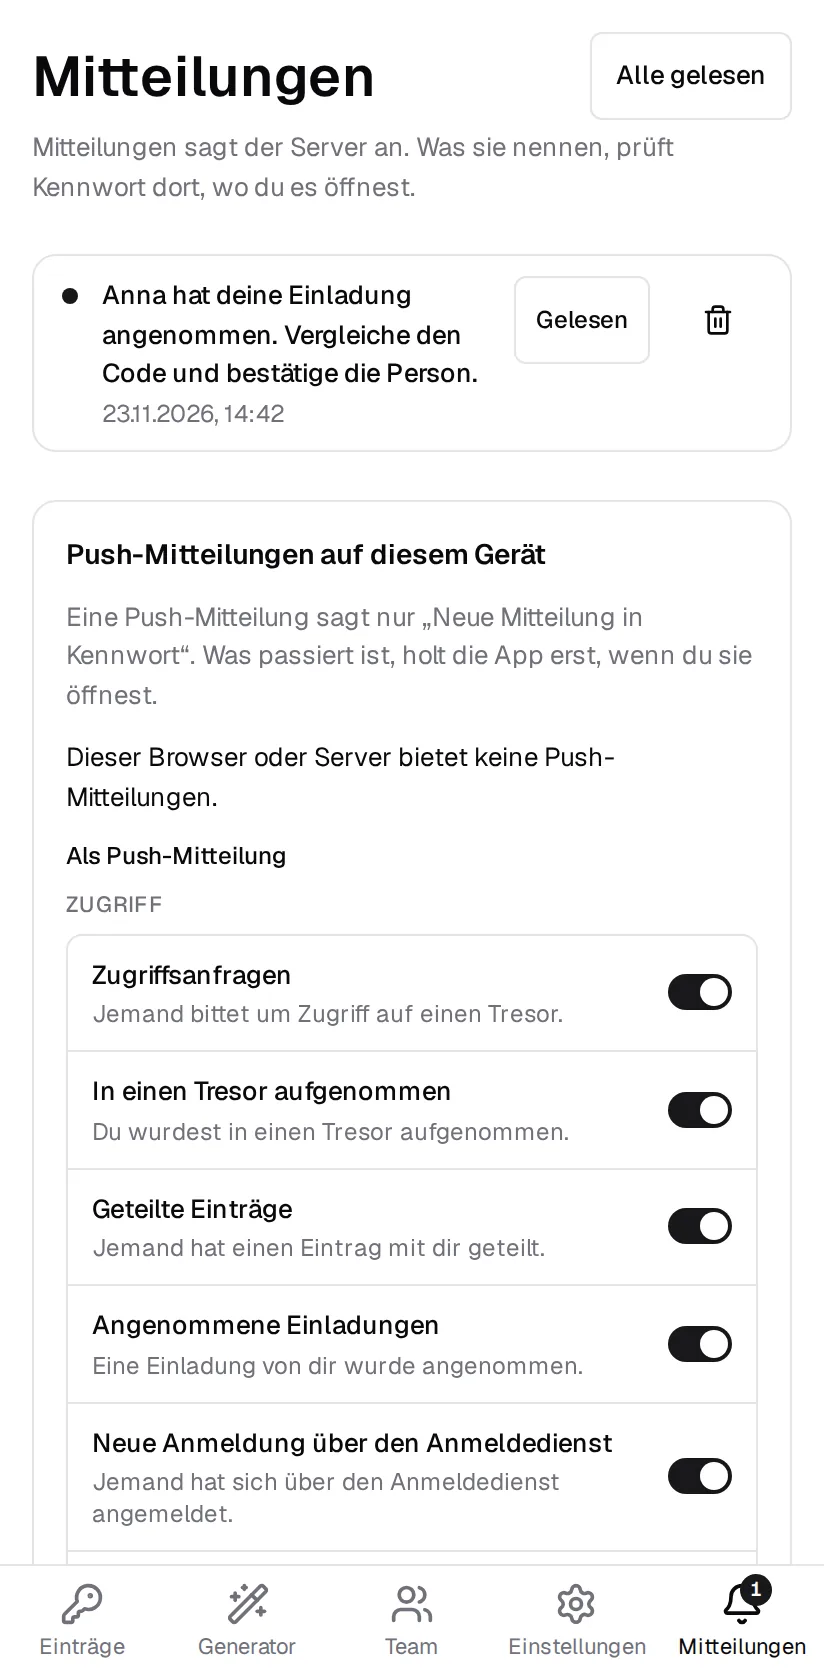 Mitteilungen
Alle gelesen
Mitteilungen sagt der Server an. Was sie nennen, prüft
Kennwort dort, wo du es öffnest.
Anna hat deine Einladung
angenommen. Vergleiche den
Code und bestätige die Person.
23.11.2026, 14:42
Gelesen
Push-Mitteilungen auf diesem Gerät
Eine Push-Mitteilung sagt nur „Neue Mitteilung in
Kennwort“. Was passiert ist, holt die App erst, wenn du sie
öffnest.
Dieser Browser oder Server bietet keine Push-
Mitteilungen.
Als Push-Mitteilung
ZUGRIFF
Zugriffsanfragen
Jemand bittet um Zugriff auf einen Tresor.
In einen Tresor aufgenommen
Du wurdest in einen Tresor aufgenommen.
Geteilte Einträge
Jemand hat einen Eintrag mit dir geteilt.
Angenommene Einladungen
Eine Einladung von dir wurde angenommen.
Neue Anmeldung über den Anmeldedienst
Jemand hat sich über den Anmeldedienst
angemeldet.
Einträge
Generator
Team
Einstellungen
1
Mitteilungen